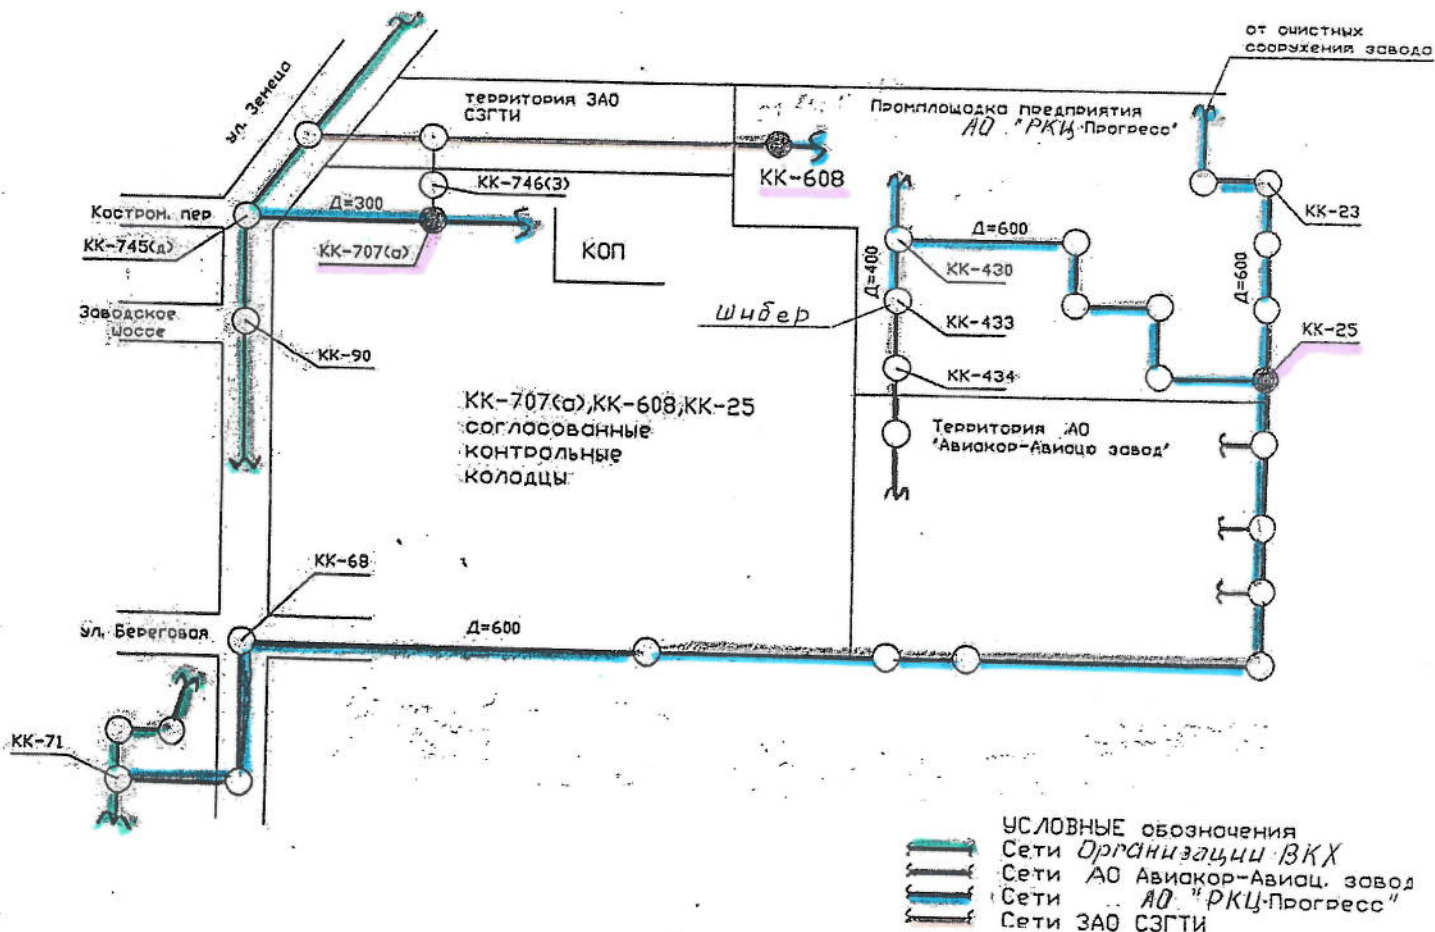 от очистных
сооружений завода
ул. Земеца
территория ЗАО
СЗГТИ
Промплощадка предприятия
АО "РКЦ-Прогресс"
КК-608
КК-746(3)
КК-23
Костром. пер
Д=300
КК-745(д)
КК-707(а)
КОП
Д=600
КК-430
Д=400
Д=600
Шибер
КК-433
КК-25
Заводское
шоссе
КК-90
КК-434
КК-707(а),КК-608,КК-25
согласованные
контрольные
колодцы
Территория АО
"Авиакор-Авиацю завод"
КК-68
ул. Береговая
Д=600
КК-71
УСЛОВНЫЕ обозначения
Сети Организации ВКХ
Сети АО Авиакор-Авиац. завод
Сети АО "РКЦ-Прогресс"
Сети ЗАО СЗГТИ